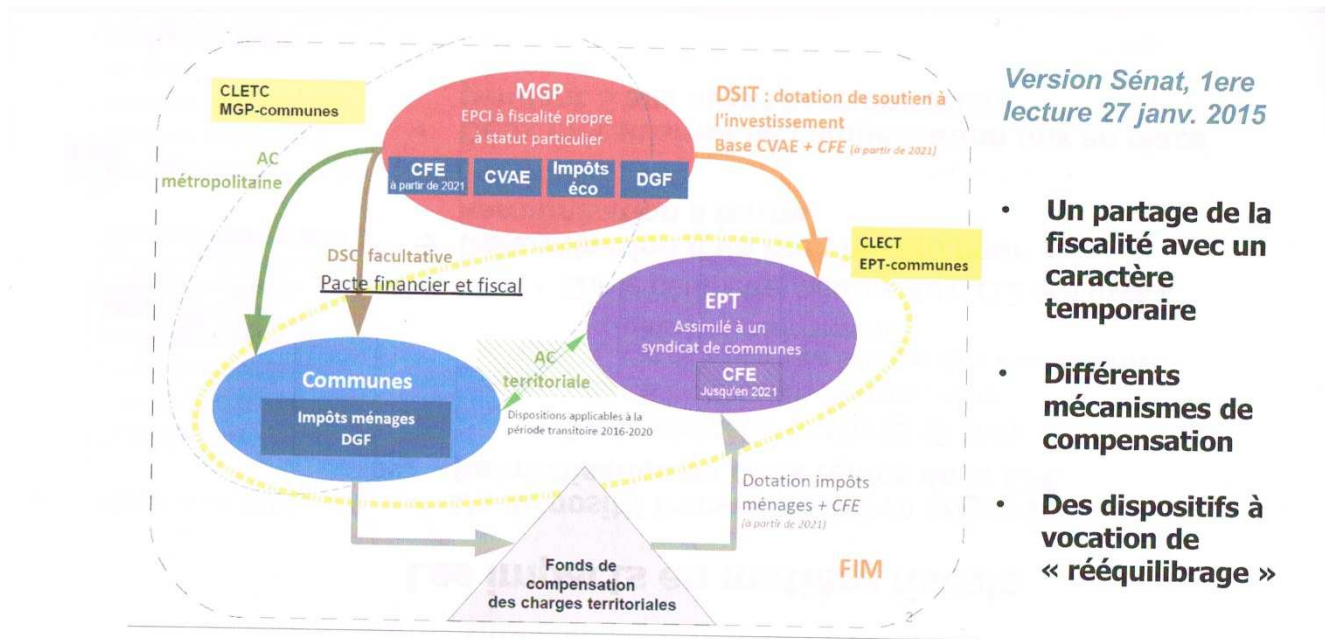 CLETC
MGP-communes
MGP
EPCI à fiscalité propre
à statut particulier
CFE
à partir de 2021
CVAE
Impôts
éco
DGF
DSIT : dotation de soutien à
l'investissement
Base CVAE + CFE (à partir de 2021)
AC
métropolitaine
DSC facultative
Pacte financier et fiscal
CLECT
EPT-communes
EPT
Assimilé à un
syndicat de communes
CFE
Jusqu'en 2021
Communes
Impôts ménages
DGF
AC
territoriale
Dispositions applicables à la
période transitoire 2016-2020
Dotation impôts
ménages + CFE
(à partir de 2021)
Fonds de
compensation
des charges territoriales
FIM
2
Version Sénat, 1ere
lecture 27 janv. 2015
• Un partage de la
fiscalité avec un
caractère
temporaire
• Différents
mécanismes de
compensation
• Des dispositifs à
vocation de
« rééquilibrage »